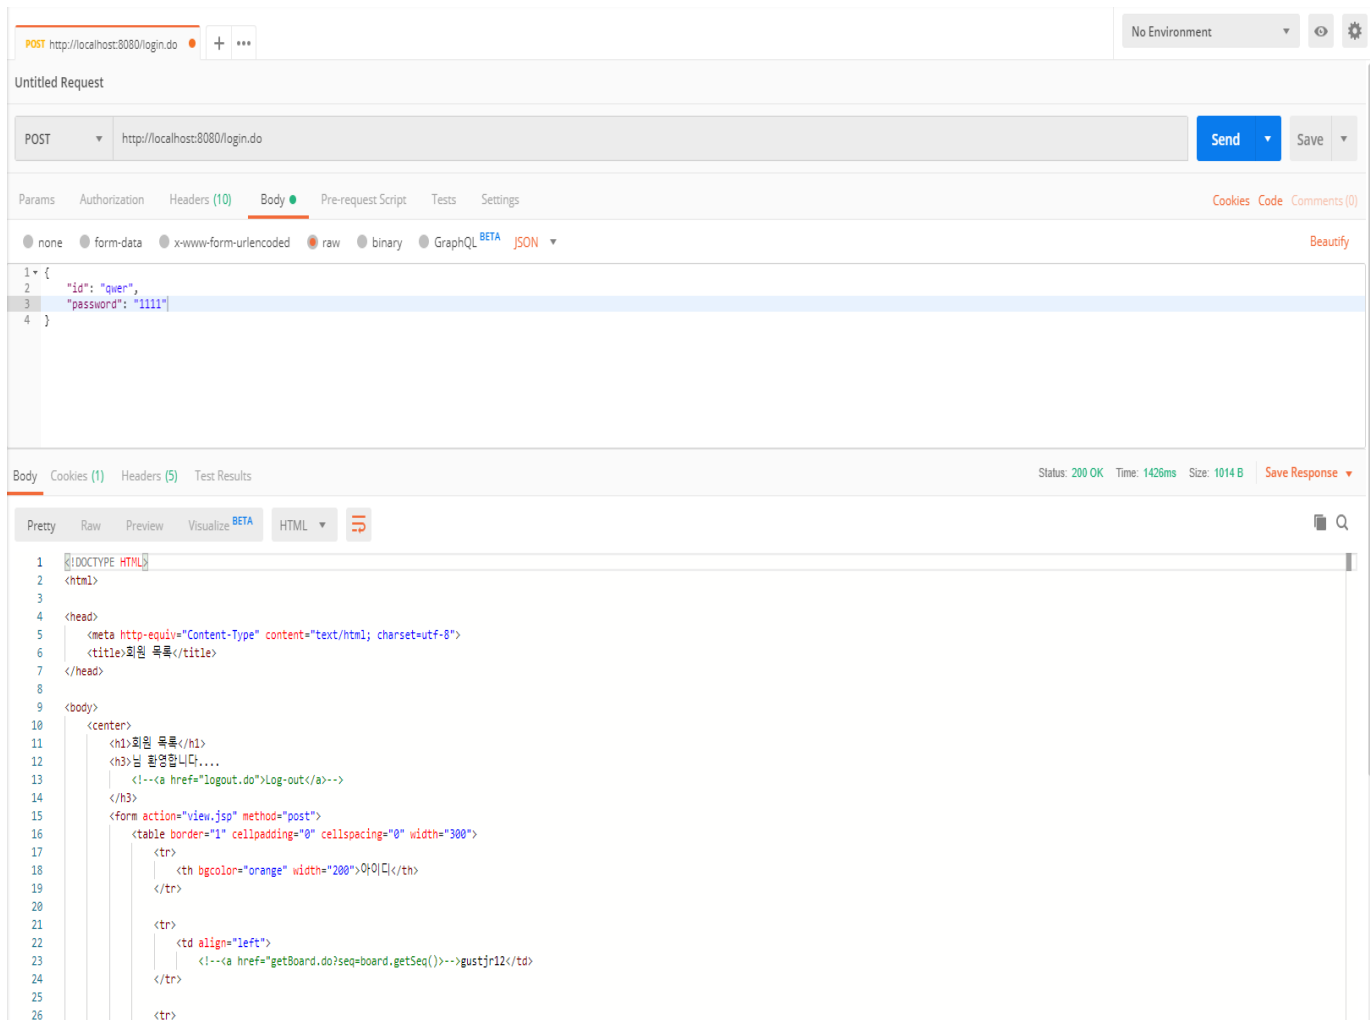 POST http://localhost:8080/login.do + ••• No Environment
Untitled Request
POST http://localhost:8080/login.do Send Save
Params Authorization Headers (10) Body Pre-request Script Tests Settings Cookies Code Comments (0)
none form-data x-www-form-urlencoded raw binary GraphQL BETA JSON Beautify
1 {
2 "id": "qwer",
3 "password": "1111"
4 }
Body Cookies (1) Headers (5) Test Results Status: 200 OK Time: 1426ms Size: 1014 B Save Response
Pretty Raw Preview Visualize BETA HTML
1 <!DOCTYPE HTML>
2 <html>
3
4 <head>
5 <meta http-equiv="Content-Type" content="text/html; charset=utf-8">
6 <title>회원 목록</title>
7 </head>
8
9 <body>
10 <center>
11 <h1>회원 목록</h1>
12 <h3>님 환영합니다....
13 <!--<a href="logout.do">Log-out</a>-->
14 </h3>
15 <form action="view.jsp" method="post">
16 <table border="1" cellpadding="0" cellspacing="0" width="300">
17 <tr>
18 <th bgcolor="orange" width="200">아이디</th>
19 </tr>
20
21 <tr>
22 <td align="left">
23 <!--<a href="getBoard.do?seq=board.getSeq()>-->gustjr12</td>
24 </tr>
25
26 <tr>